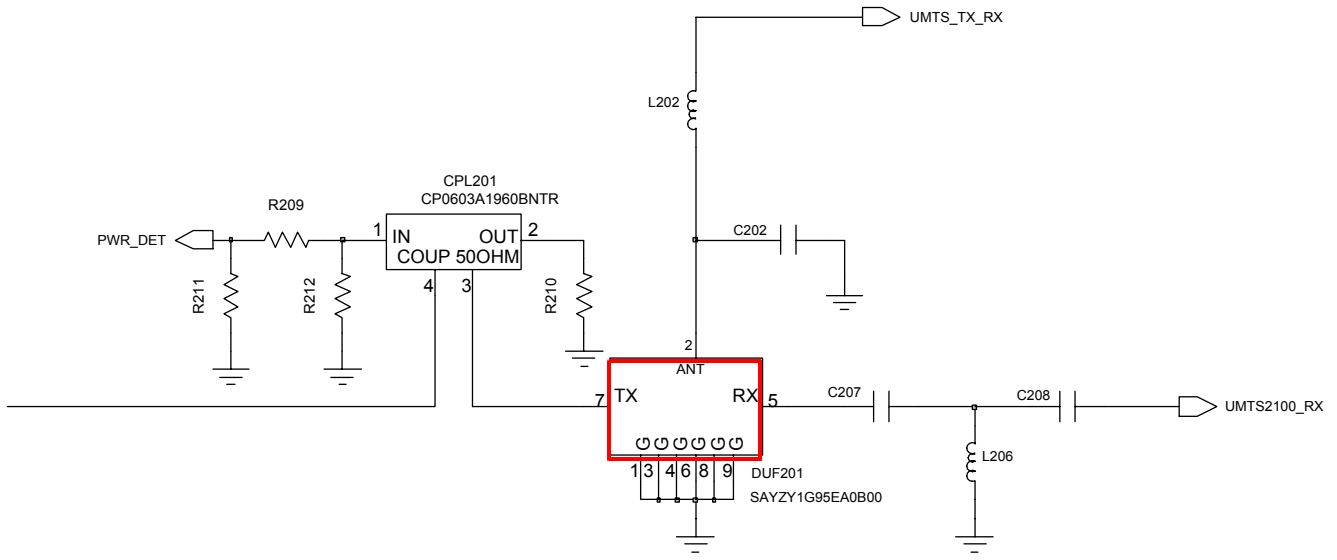 UMTS_TX_RX
L202
CPL201
CP0603A1960BNTR
R209
1
2
C202
PWR_DET
IN
OUT
COUP
50OHM
4
3
R211
R212
R210
2
ANT
7
TX
RX
5
C207
C208
UMTS2100_RX
L206
G G G G G G
1 3 4 6 8 9
DUF201
SAYZY1G95EA0B00